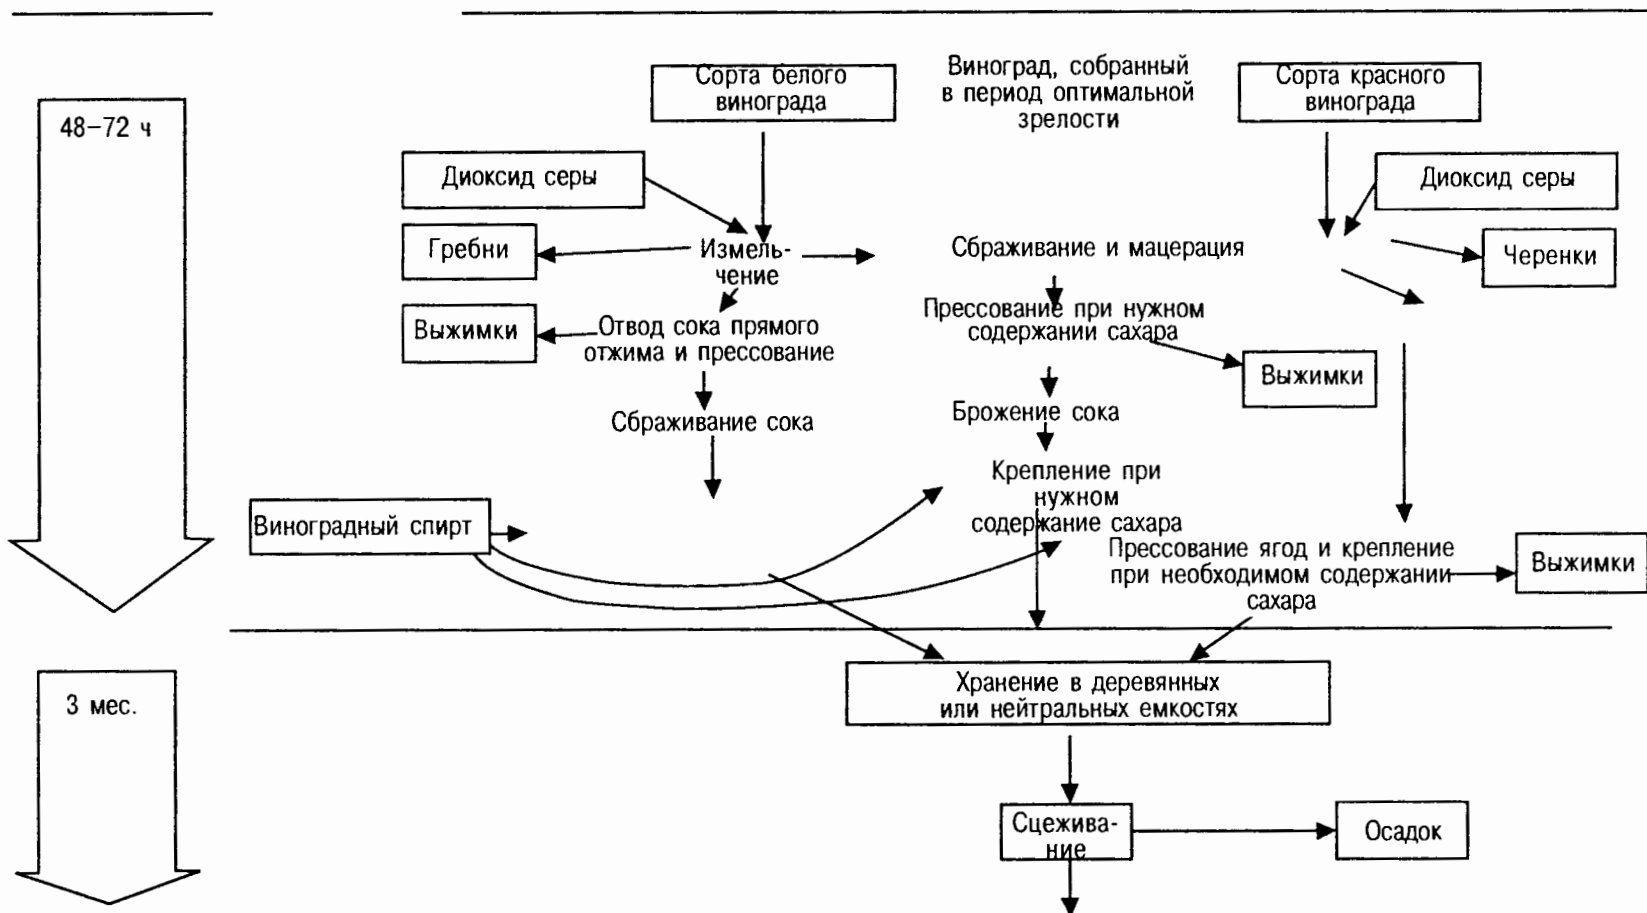 Сорта белого
винограда
Виноград, собранный
в период оптимальной
зрелости
Сорта красного
винограда
48–72 ч
Диоксид серы
Диоксид серы
Гребни
Измель-
чение
Сбраживание и мацерация
Черенки
Выжимки
Отвод сока прямого
отжима и прессование
Прессование при нужном
содержании сахара
Выжимки
Сбраживание сока
Брожение сока
Крепление при
нужном
содержание сахара
Виноградный спирт
Прессование ягод и крепление
при необходимом содержании
сахара
Выжимки
3 мес.
Хранение в деревянных
или нейтральных емкостях
Сцежива-
ние
Осадок